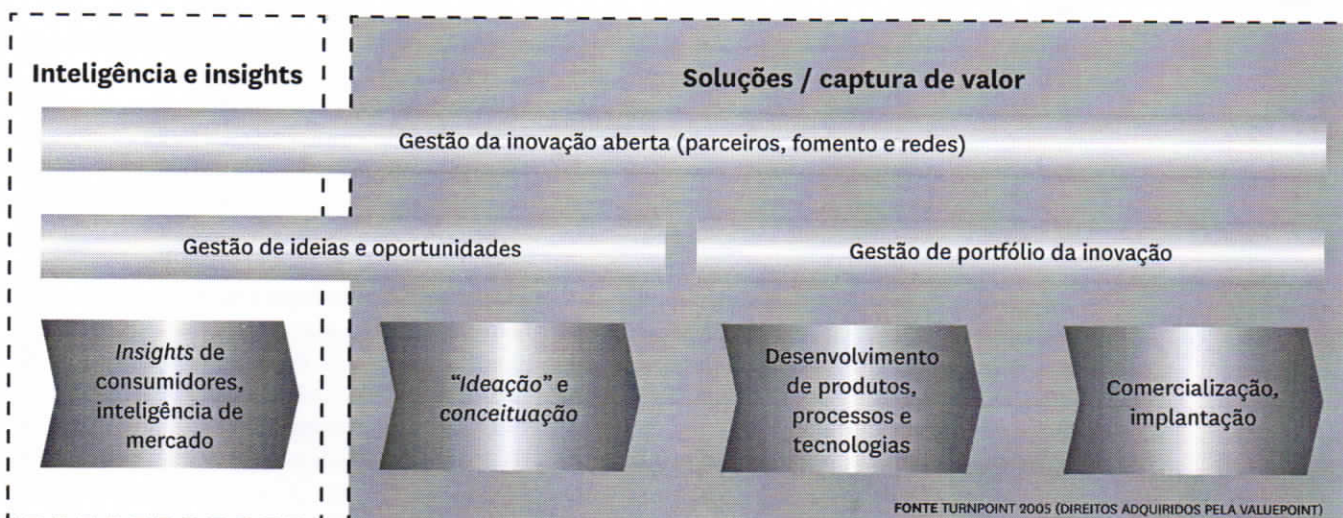 Inteligência e insights
Soluções / captura de valor
Gestão da inovação aberta (parceiros, fomento e redes)
Gestão de ideias e oportunidades
Gestão de portfólio da inovação
Insights de
consumidores,
inteligência de
mercado
“Ideação” e
conceituação
Desenvolvimento
de produtos,
processos e
tecnologias
Comercialização,
implantação
FONTE TURNPOINT 2005 (DIREITOS ADQUIRIDOS PELA VALUEPOINT)